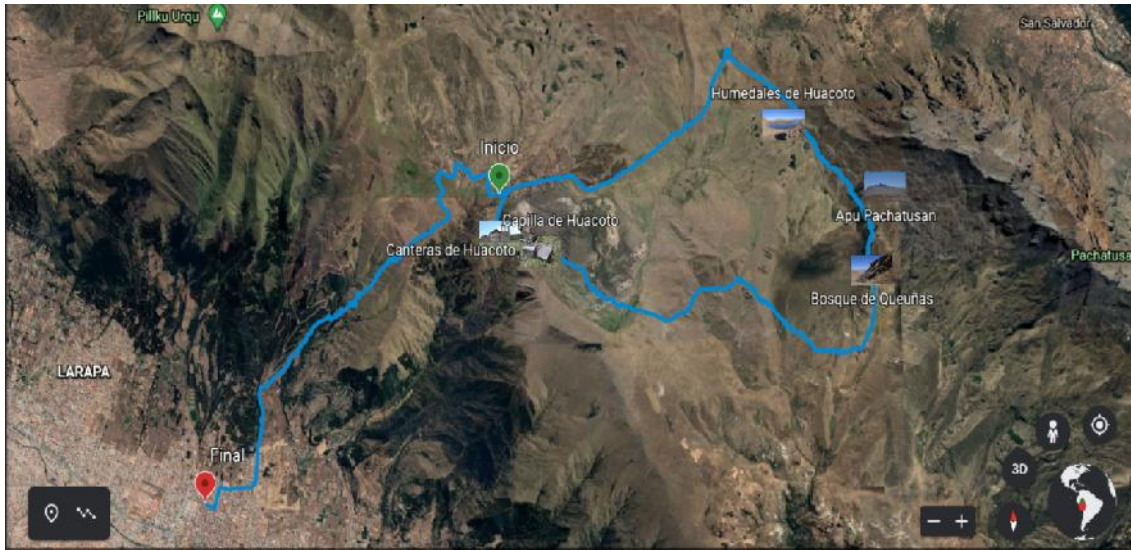 Pillku Urqu
San Salvador
Humedales de Huacoto
Inicio
Apu Pachatusan
Capilla de Huacoto
Canteras de Huacoto
Pachatusa
Bosque de Queuñas
LARAPA
Final
3D